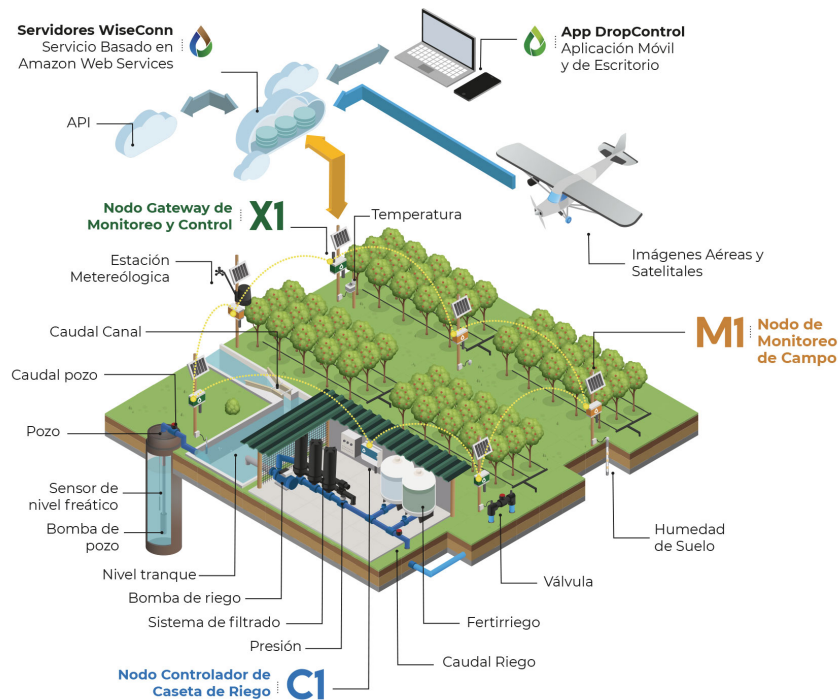 Servidores WiseConn
Servicio Basado en
Amazon Web Services
App DropControl
Aplicación Móvil
y de Escritorio
API
Nodo Gateway de
Monitoreo y Control
X1
Temperatura
Imágenes Aéreas y
Satelitales
Estación
Metereólogica
Caudal Canal
M1
Nodo de
Monitoreo
de Campo
Caudal pozo
Pozo
Sensor de
nivel freático
Bomba de
pozo
Humedad
de Suelo
Nivel tranque
Válvula
Bomba de riego
Sistema de filtrado
Fertirriego
Presión
Caudal Riego
Nodo Controlador de
Caseta de Riego
C1